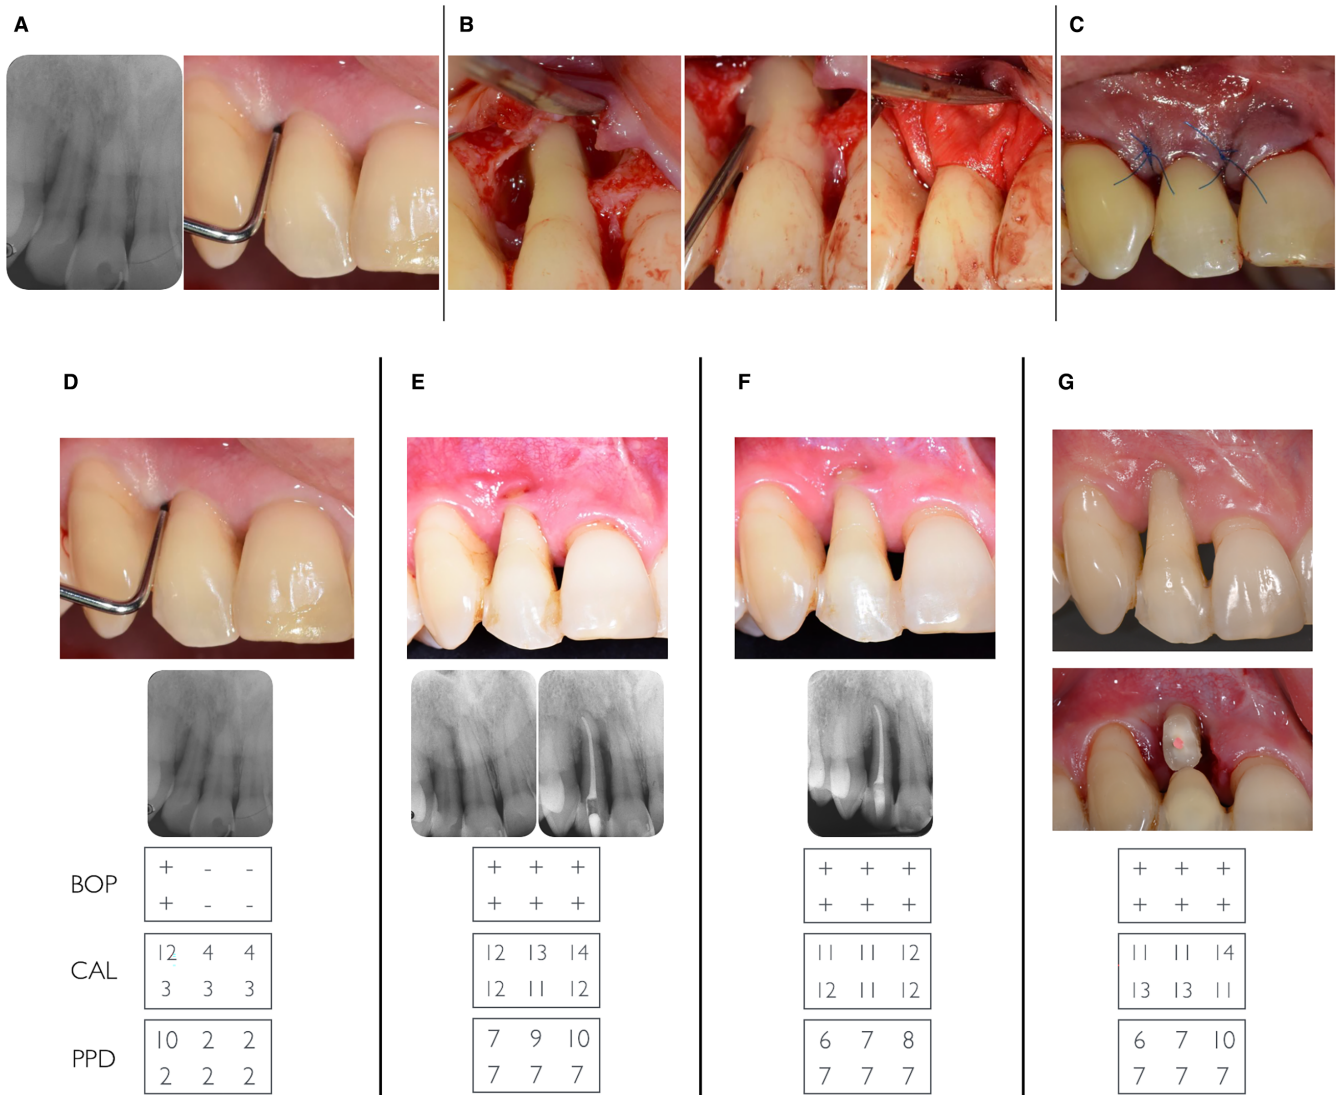 A B C
D E F G
BOP
+ - - + + + + + + + + +
+ - - + + + + + + + + +
CAL
12 4 4 12 13 14 11 11 12 11 11 14
3 3 3 12 11 12 12 11 12 13 13 11
PPD
10 2 2 7 9 10 6 7 8 6 7 10
2 2 2 7 7 7 7 7 7 7 7 7